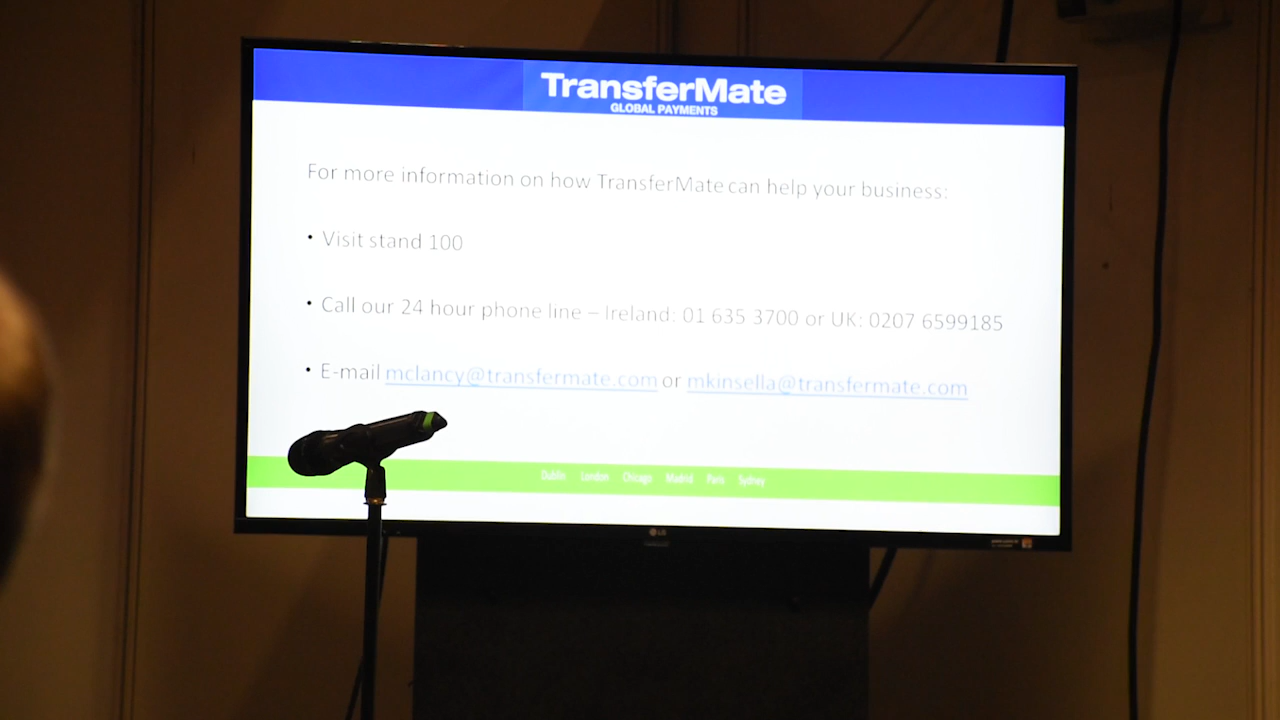 TransferMate
GLOBAL PAYMENTS
For more information on how TransferMate can help your business:
• Visit stand 100
• Call our 24 hour phone line – Ireland: 01 635 3700 or UK: 0207 6599185
• E-mail mclancy@transfermate.com or mkinsella@transfermate.com
Dublin London Chicago Madrid Paris Sydney
LG